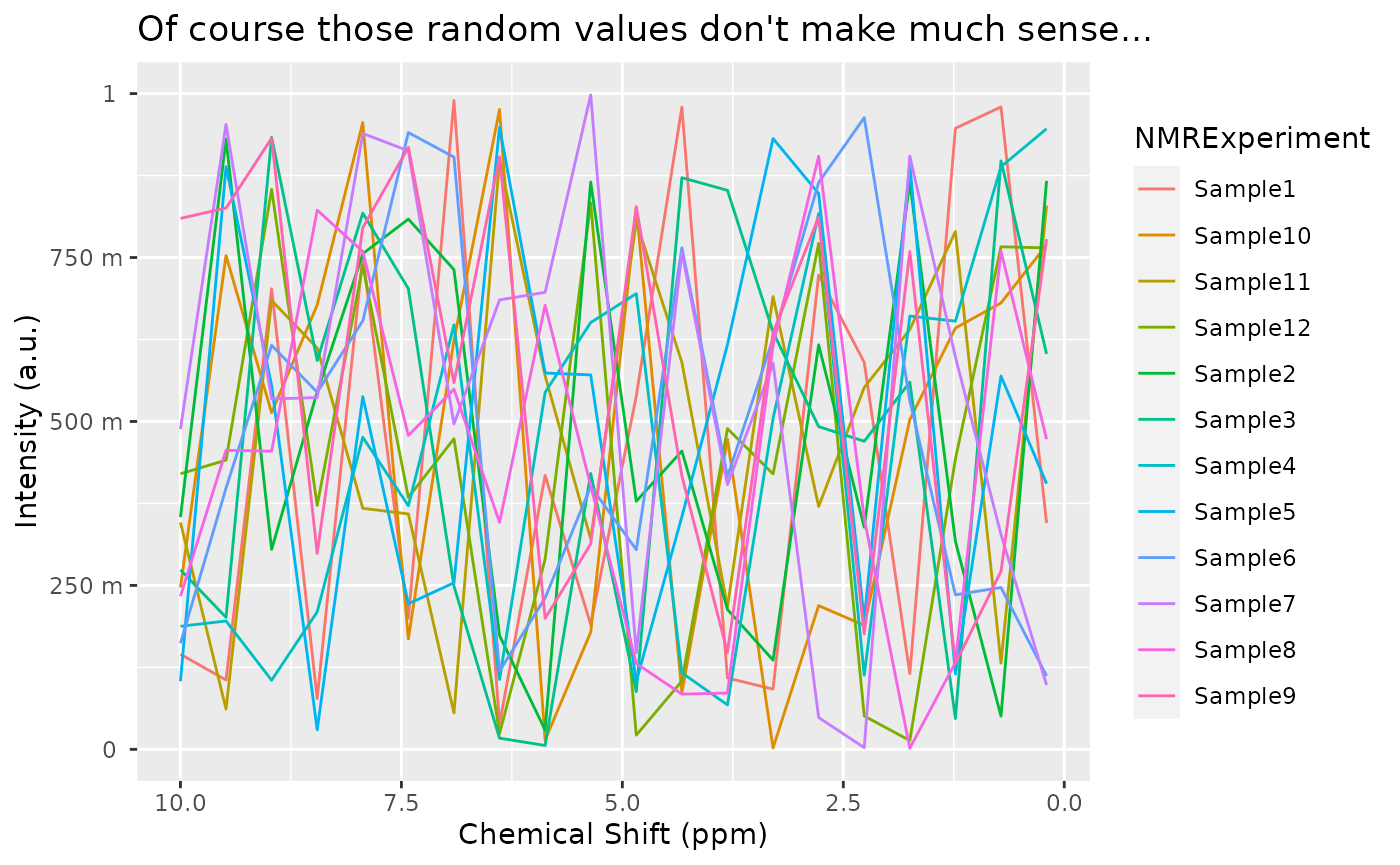 Of course those random values don't make much sense...
Intensity (a.u.)
1
750 m
500 m
250 m
0
10.0 7.5 5.0 2.5 0.0
Chemical Shift (ppm)
NMRExperiment
Sample1
Sample10
Sample11
Sample12
Sample2
Sample3
Sample4
Sample5
Sample6
Sample7
Sample8
Sample9